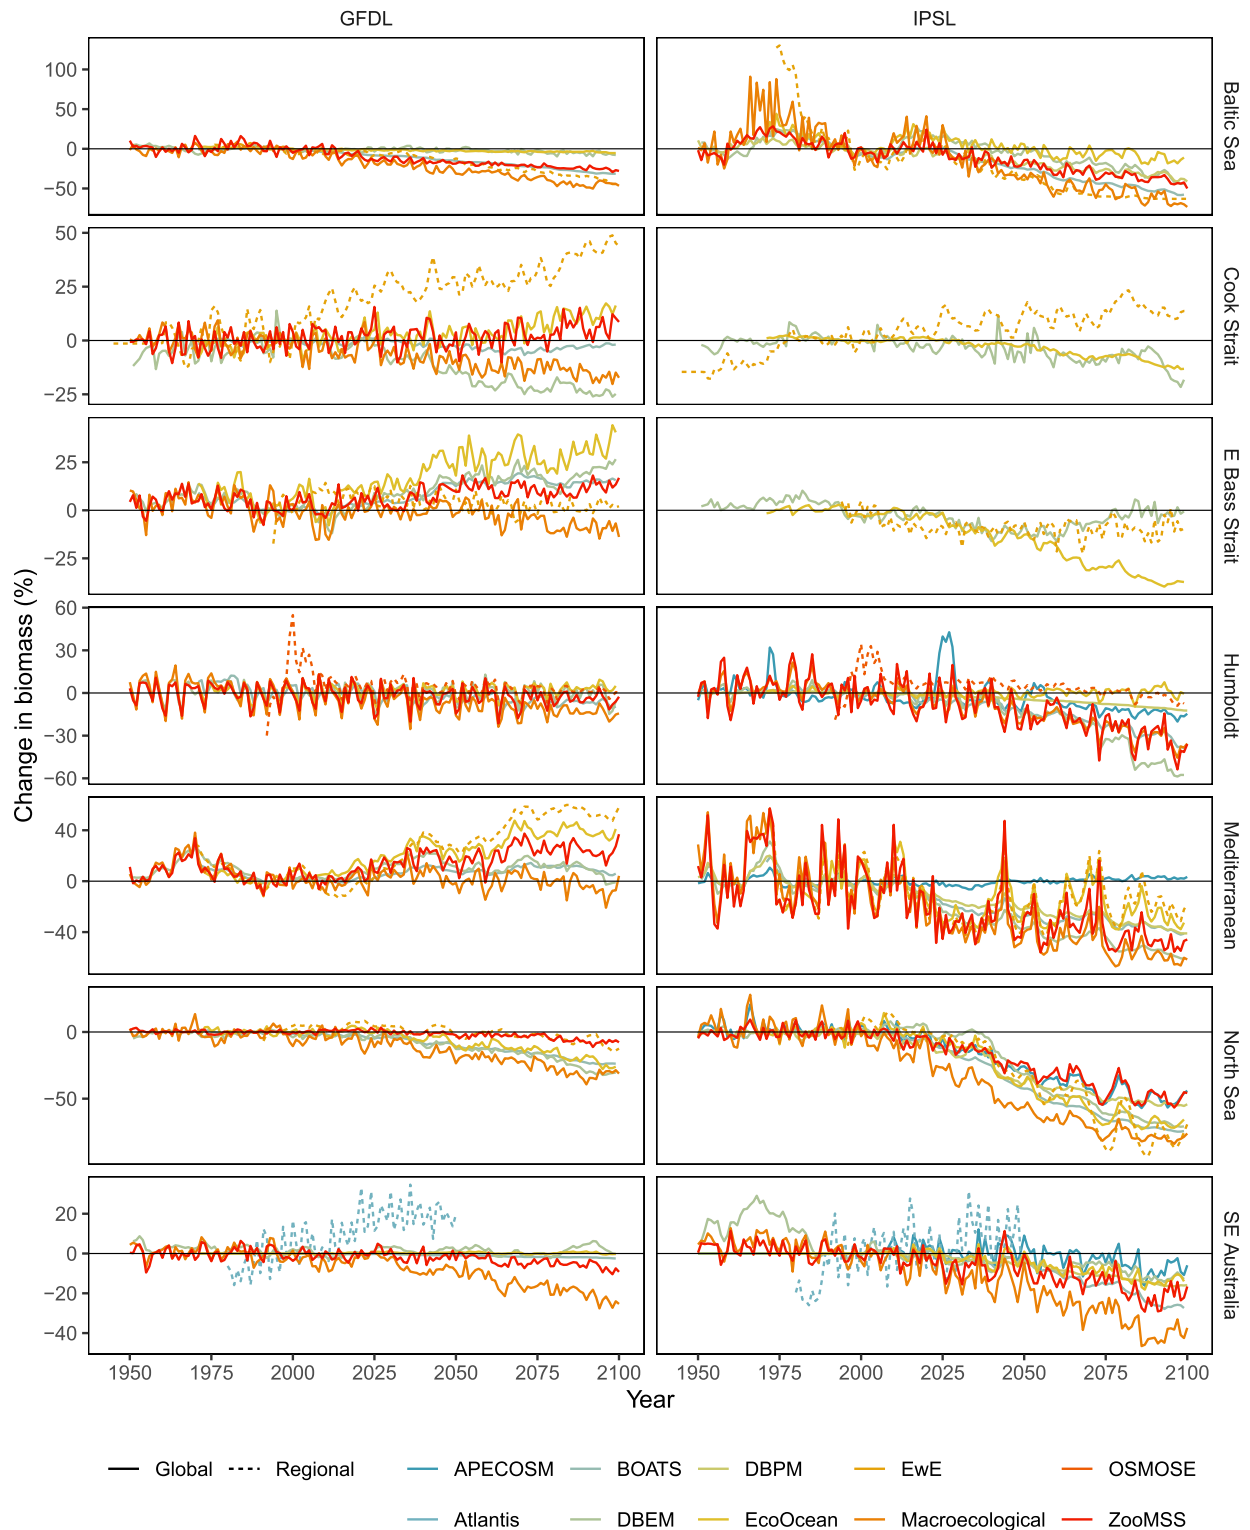 GFDL IPSL
100
50
0
−50
Baltic Sea
50
25
0
−25
Cook Strait
25
0
−25
E Bass Strait
60
30
0
−30
−60
Humboldt
40
0
−40
Mediterranean
0
−50
North Sea
20
0
−20
−40
SE Australia
Change in biomass (%)
1950 1975 2000 2025 2050 2075 2100 1950 1975 2000 2025 2050 2075 2100
Year
Global Regional APECOSM BOATS DBPM EwE OSMOSE
Atlantis DBEM EcoOcean Macroecological ZooMSS